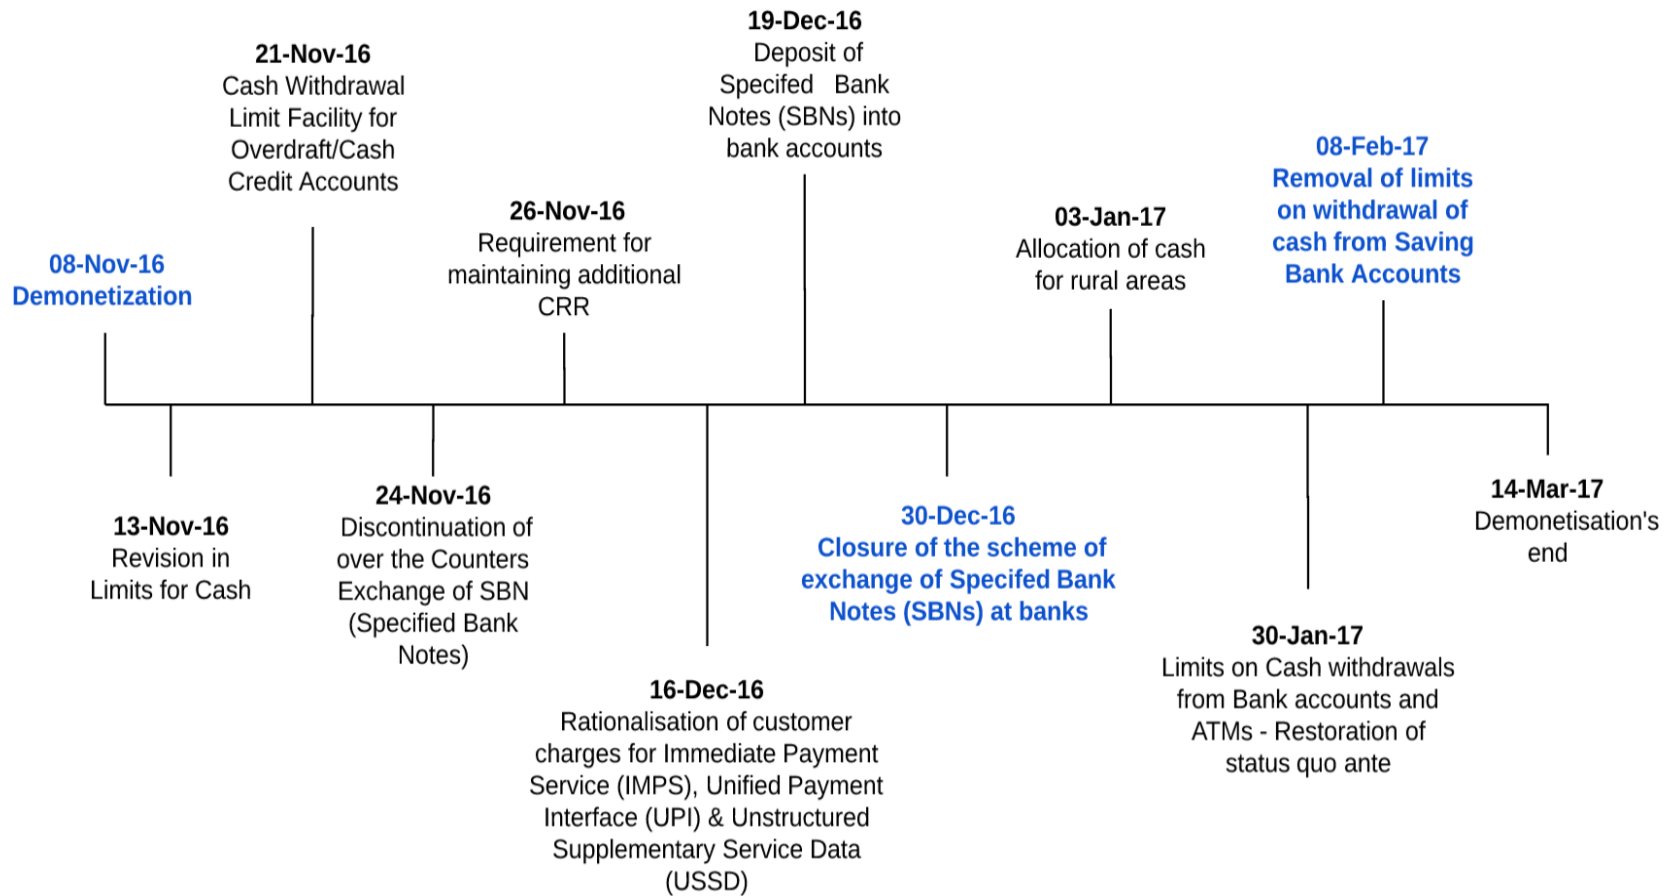 08-Nov-16
Demonetization
13-Nov-16
Revision in
Limits for Cash
21-Nov-16
Cash Withdrawal
Limit Facility for
Overdraft/Cash
Credit Accounts
24-Nov-16
Discontinuation of
over the Counters
Exchange of SBN
(Specified Bank
Notes)
26-Nov-16
Requirement for
maintaining additional
CRR
16-Dec-16
Rationalisation of customer
charges for Immediate Payment
Service (IMPS), Unified Payment
Interface (UPI) & Unstructured
Supplementary Service Data
(USSD)
19-Dec-16
Deposit of
Specifed Bank
Notes (SBNs) into
bank accounts
30-Dec-16
Closure of the scheme of
exchange of Specifed Bank
Notes (SBNs) at banks
03-Jan-17
Allocation of cash
for rural areas
30-Jan-17
Limits on Cash withdrawals
from Bank accounts and
ATMs - Restoration of
status quo ante
08-Feb-17
Removal of limits
on withdrawal of
cash from Saving
Bank Accounts
14-Mar-17
Demonetisation's
end